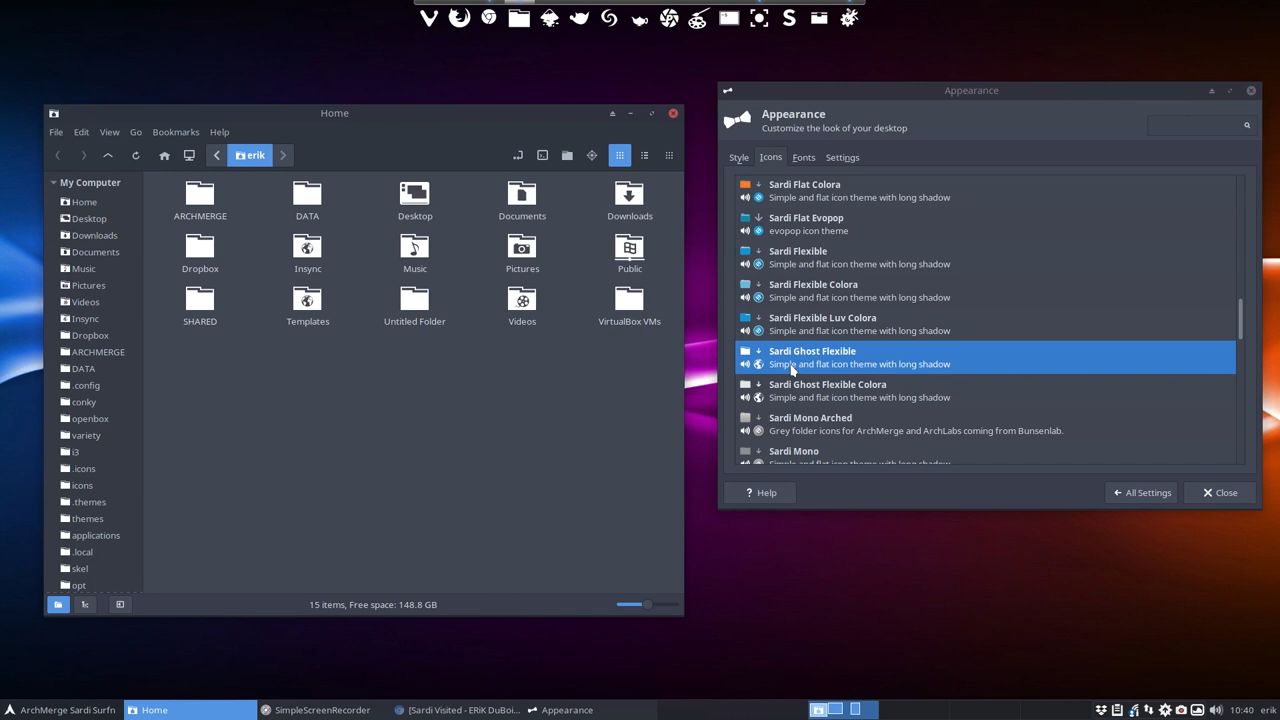 Home
File Edit View Go Bookmarks Help
erik
My Computer
Home
Desktop
Downloads
Documents
Music
Pictures
Videos
Insync
Dropbox
ARCHMERGE
DATA
.config
conky
openbox
variety
i3
.icons
icons
.themes
themes
applications
.local
skel
opt
ARCHMERGE DATA Desktop Documents Downloads
Dropbox Insync Music Pictures Public
SHARED Templates Untitled Folder Videos VirtualBox VMs
15 items, Free space: 148.8 GB
Appearance
Appearance
Customize the look of your desktop
Style Icons Fonts Settings
Sardi Flat Colora
Simple and flat icon theme with long shadow
Sardi Flat Evopop
evopop icon theme
Sardi Flexible
Simple and flat icon theme with long shadow
Sardi Flexible Colora
Simple and flat icon theme with long shadow
Sardi Flexible Luv Colora
Simple and flat icon theme with long shadow
Sardi Ghost Flexible
Simple and flat icon theme with long shadow
Sardi Ghost Flexible Colora
Simple and flat icon theme with long shadow
Sardi Mono Arched
Grey folder icons for ArchMerge and ArchLabs coming from Bunsenlab.
Sardi Mono
Simple and flat icon theme with long shadow
Help All Settings Close
ArchMerge Sardi Surfn Home SimpleScreenRecorder [Sardi Visited - ERiK DuBoi... Appearance 10:40 erik